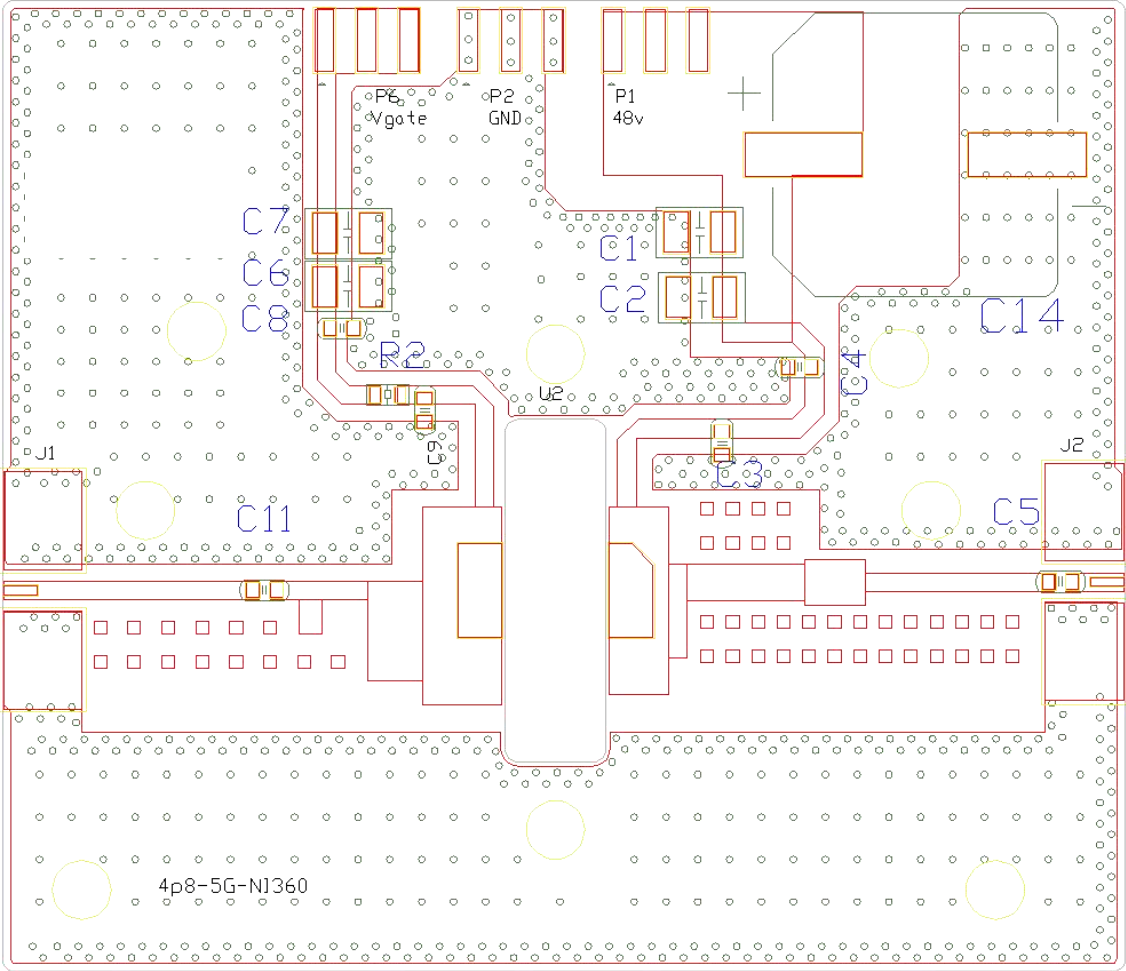 P6
Vgate
P2
GND
P1
48v
C7
C6
C8
R2
C9
C1
C2
C14
C4
U2
C3
J1
J2
C11
C5
4p8-5G-NI360